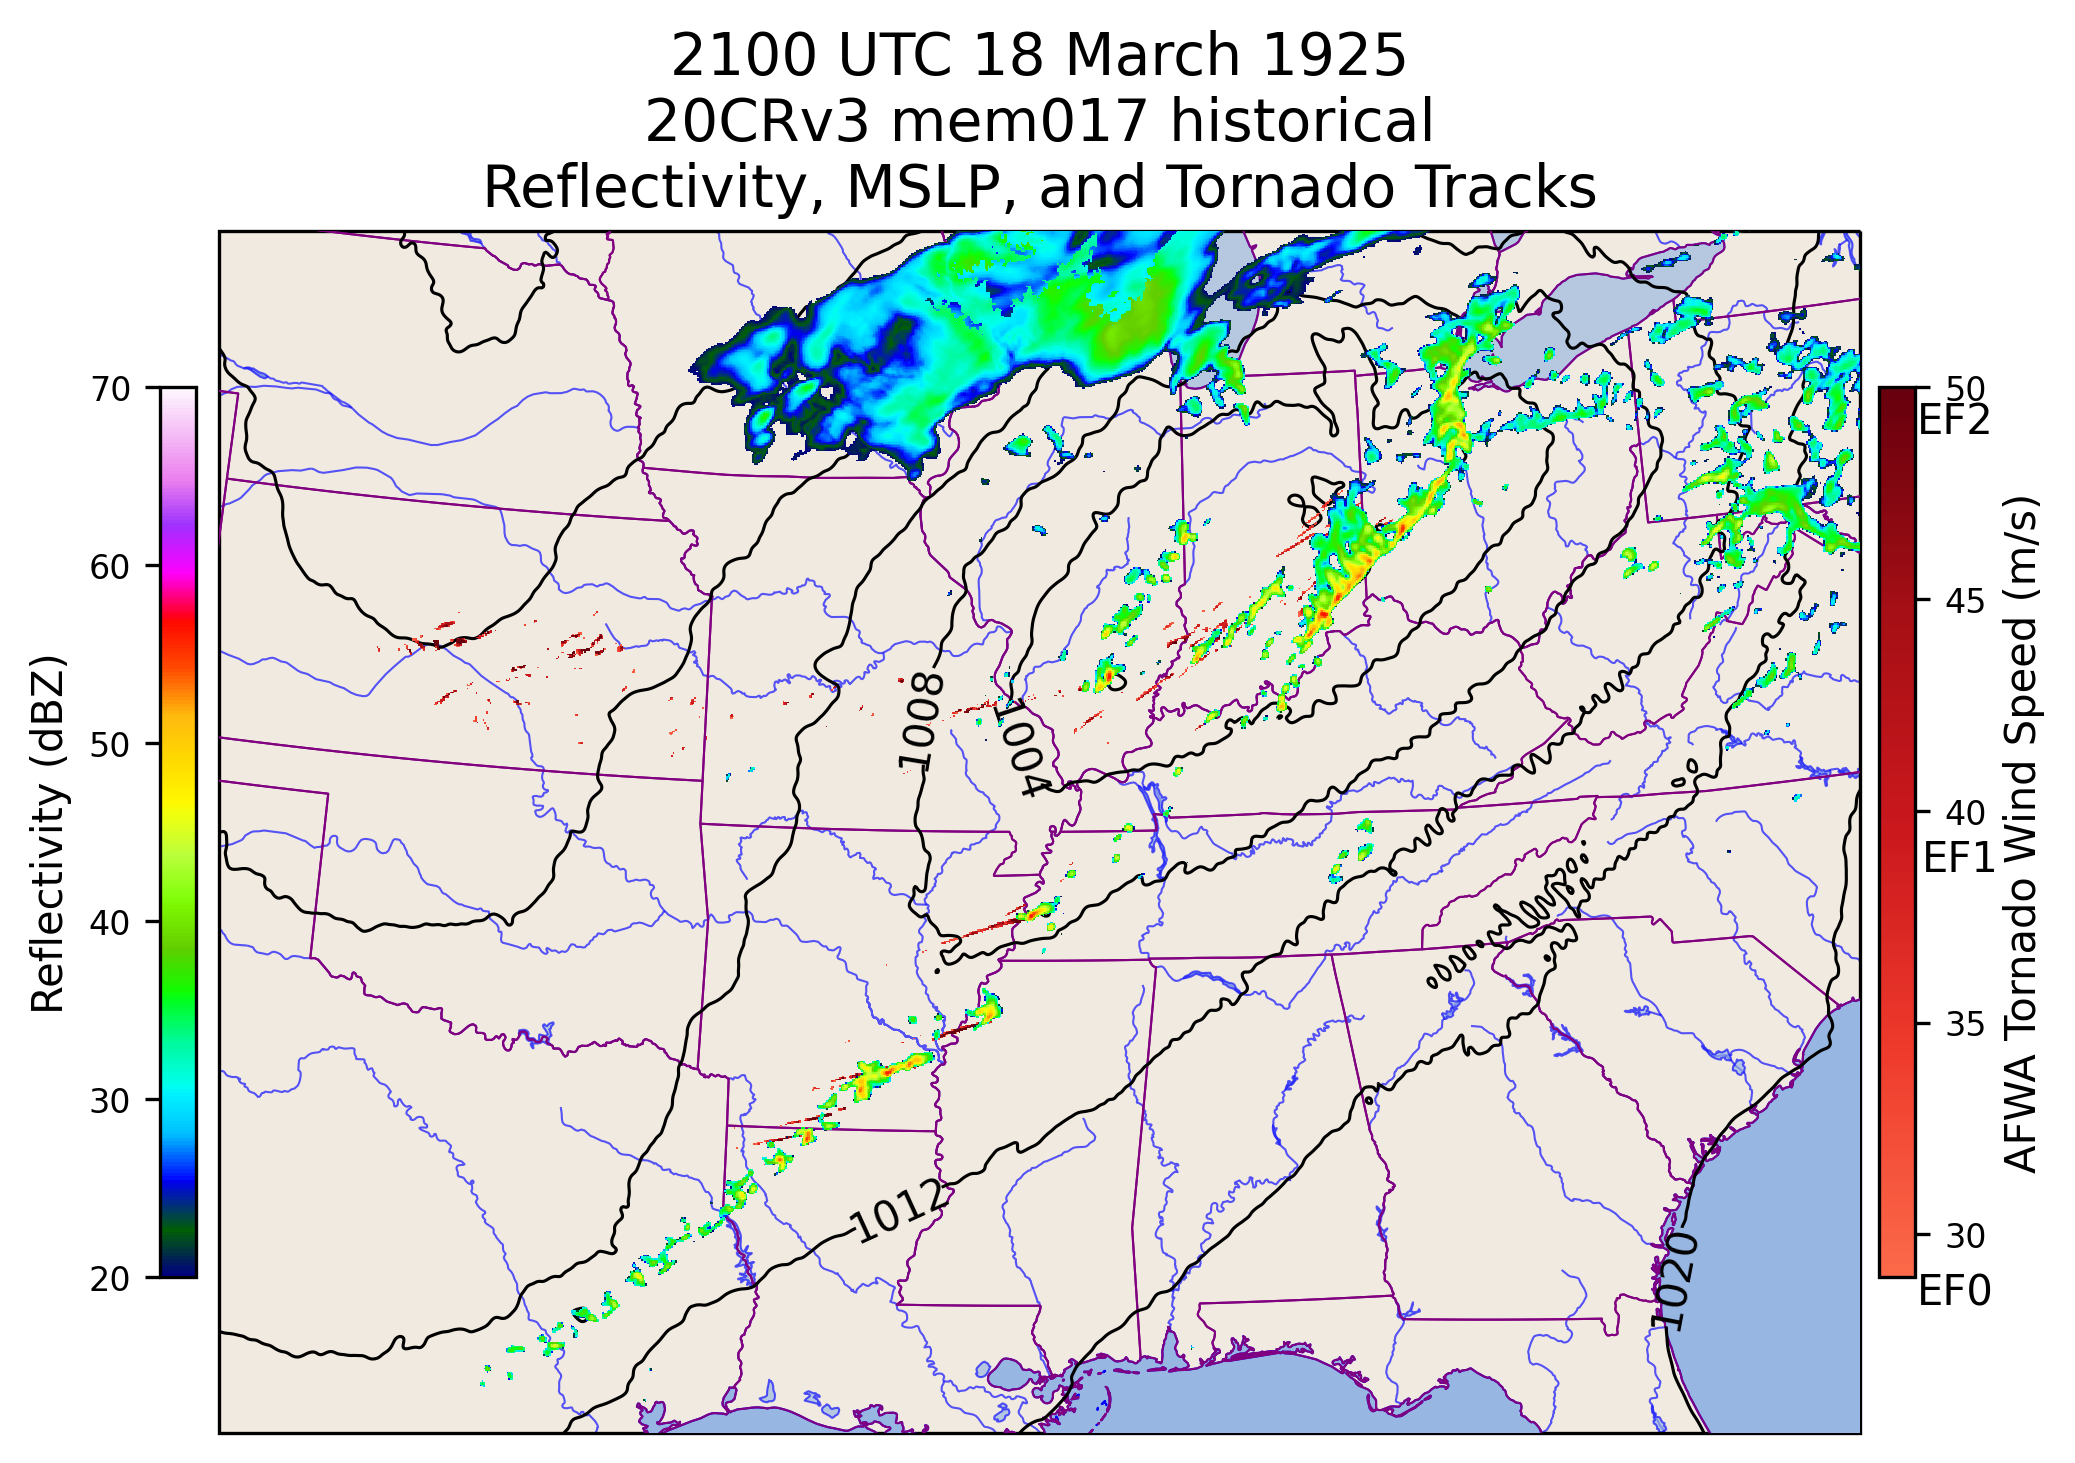 2100 UTC 18 March 1925
20CRv3 mem017 historical
Reflectivity, MSLP, and Tornado Tracks
Reflectivity (dBZ)
70
60
50
40
30
20
1008
1004
1012
1020
50
EF2
45
40
EF1
35
30
EF0
AFWA Tornado Wind Speed (m/s)